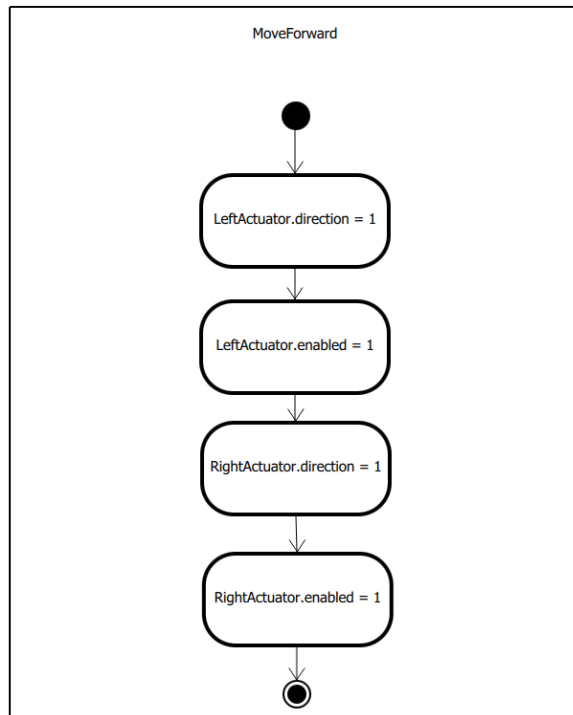 MoveForward
LeftActuator.direction = 1
LeftActuator.enabled = 1
RightActuator.direction = 1
RightActuator.enabled = 1